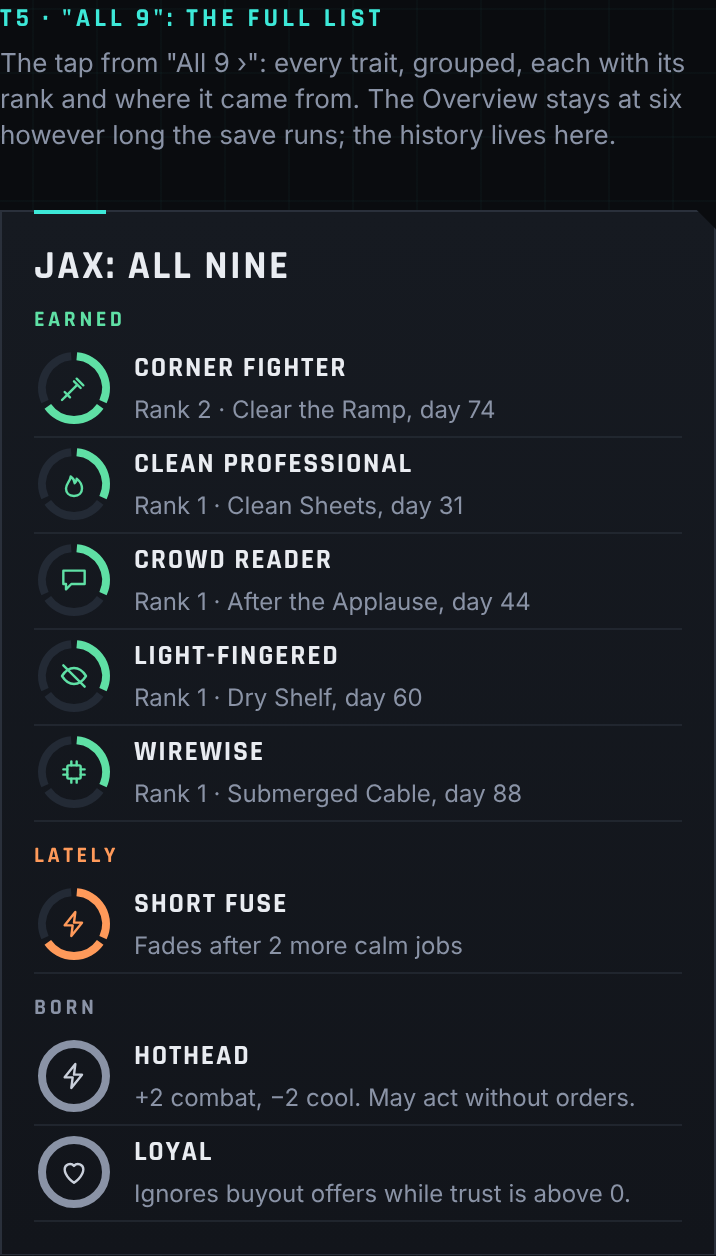 T5 · "ALL 9": THE FULL LIST
The tap from "All 9 ›": every trait, grouped, each with its
rank and where it came from. The Overview stays at six
however long the save runs; the history lives here.
JAX: ALL NINE
EARNED
CORNER FIGHTER
Rank 2 · Clear the Ramp, day 74
CLEAN PROFESSIONAL
Rank 1 · Clean Sheets, day 31
CROWD READER
Rank 1 · After the Applause, day 44
LIGHT-FINGERED
Rank 1 · Dry Shelf, day 60
WIREWISE
Rank 1 · Submerged Cable, day 88
LATELY
SHORT FUSE
Fades after 2 more calm jobs
BORN
HOTHEAD
+2 combat, −2 cool. May act without orders.
LOYAL
Ignores buyout offers while trust is above 0.